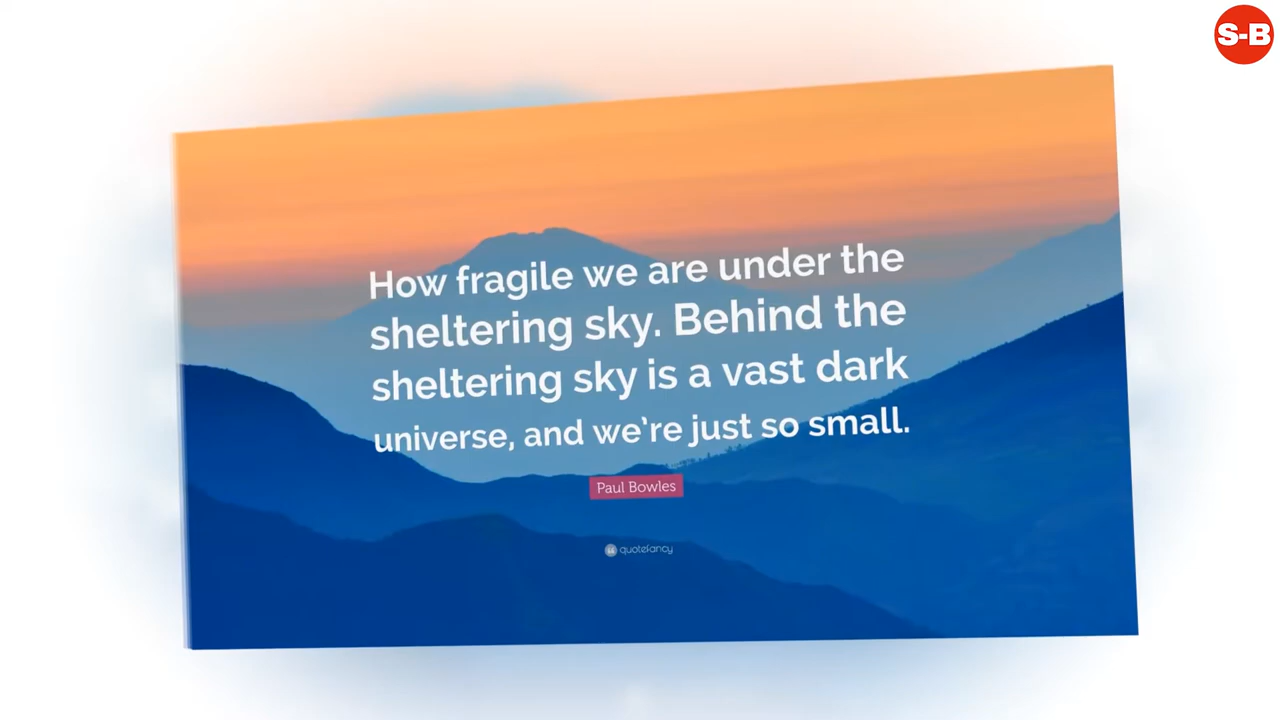 S-B
How fragile we are under the
sheltering sky. Behind the
sheltering sky is a vast dark
universe, and we're just so small.
Paul Bowles
quotefancy